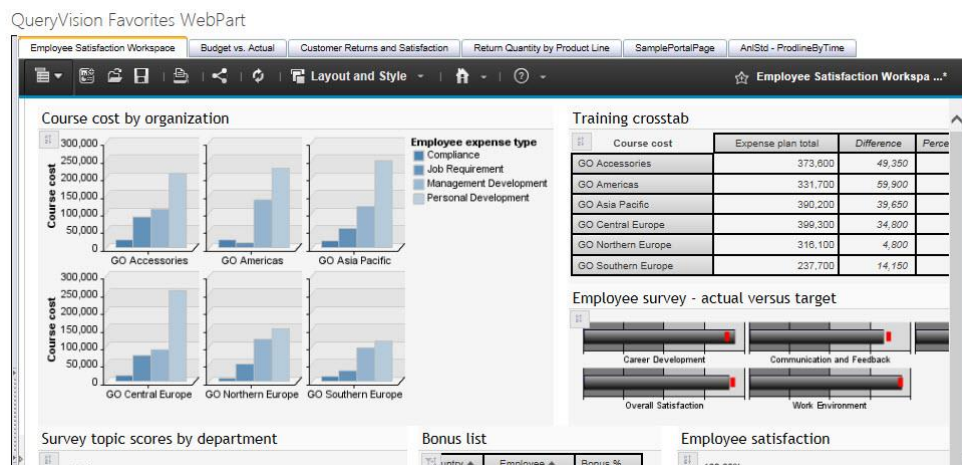 QueryVision Favorites WebPart
Employee Satisfaction Workspace
Budget vs. Actual
Customer Returns and Satisfaction
Return Quantity by Product Line
SamplePortalPage
AnlStd - ProdlineByTime
Layout and Style
Employee Satisfaction Workspa ...*
Course cost by organization
Course cost
300,000
250,000
200,000
150,000
100,000
50,000
0
GO Accessories GO Americas GO Asia Pacific
Employee expense type
Compliance
Job Requirement
Management Development
Personal Development
Course cost
300,000
250,000
200,000
150,000
100,000
50,000
0
GO Central Europe GO Northern Europe GO Southern Europe
Training crosstab
Course cost Expense plan total Difference Perce
GO Accessories 373,600 49,350
GO Americas 331,700 59,900
GO Asia Pacific 390,200 39,650
GO Central Europe 399,300 34,800
GO Northern Europe 316,100 4,800
GO Southern Europe 237,700 14,150
Employee survey - actual versus target
Career Development
Communication and Feedback
Overall Satisfaction
Work Environment
Survey topic scores by department
Bonus list
untry Employee Bonus %
Employee satisfaction